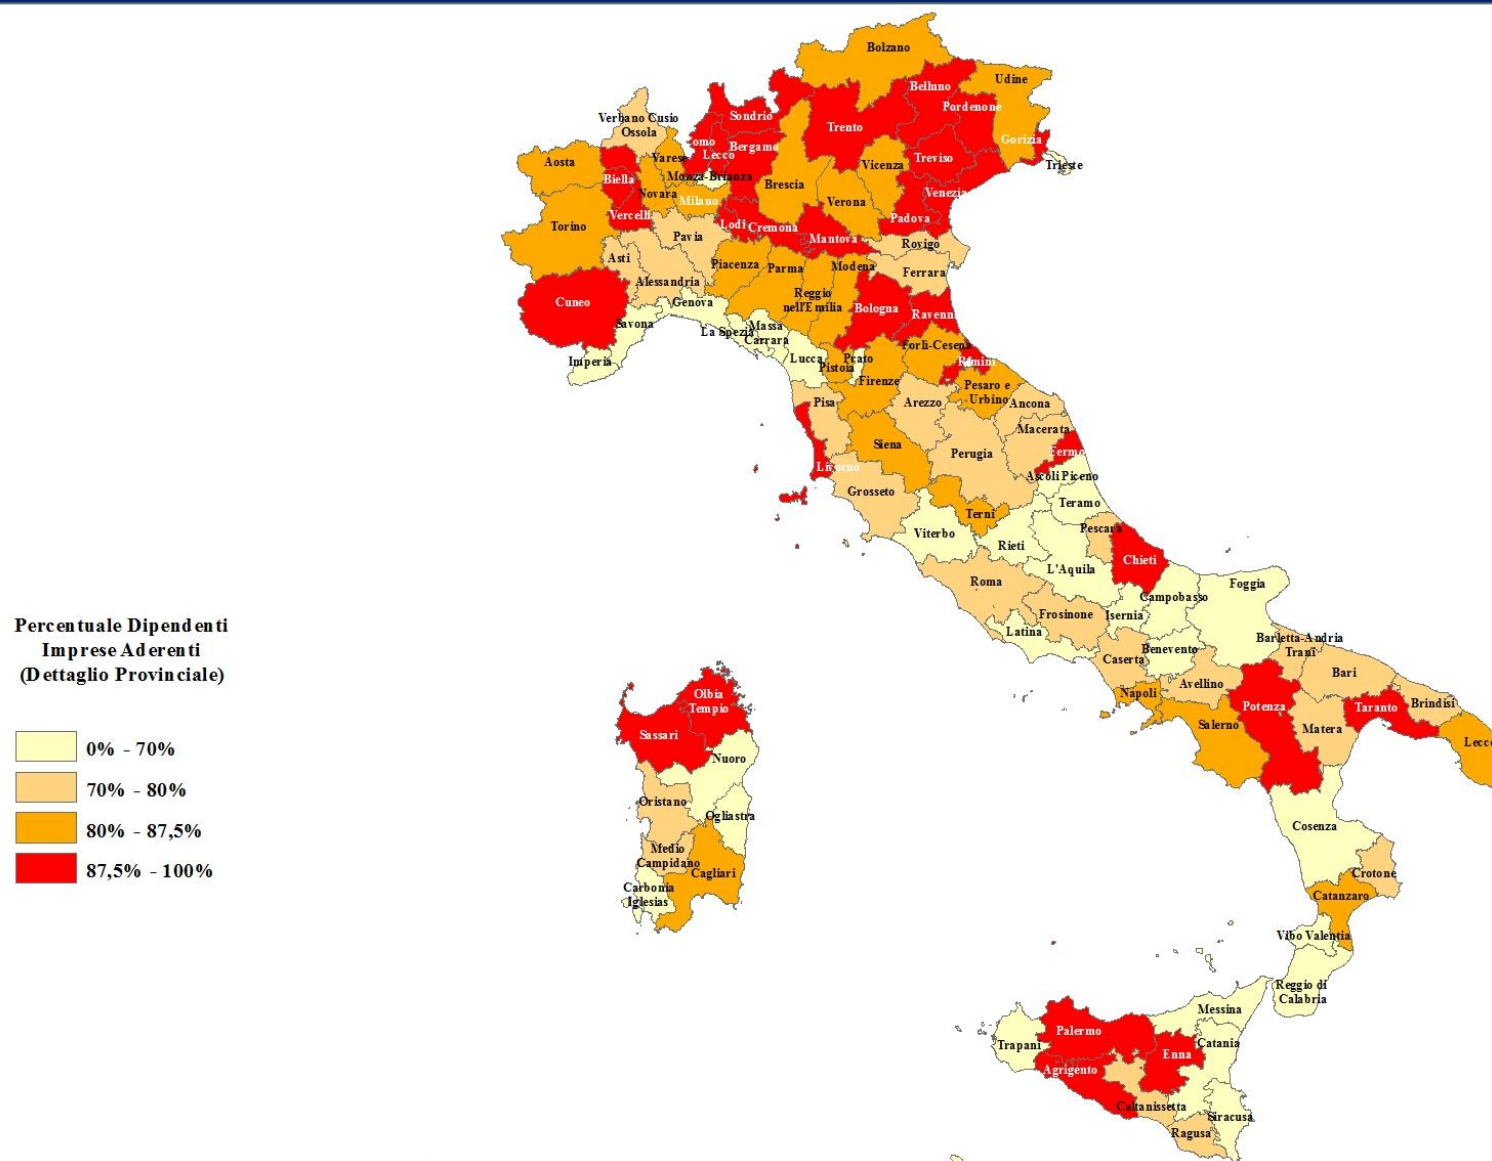 Bolzano
Udine
Belluno
Pordenone
Verbano Cusio
Ossola
Sondrio
Trento
Gorizia
omo
Lecco
Bergamo
Aosta
Varese
Treviso
Vicenza
Trieste
Biella
Monza-Brianza
Brescia
Novara
Milano
Verona
Venezia
Vercelli
Padova
Torino
Lodi
Cremona
Pavia
Mantova
Rovigo
Asti
Piacenza
Parma
Modena
Ferrara
Alessandria
Reggio
nell'Emilia
Cuneo
Genova
Bologna
Ravenn
Savona
La Spezia
Massa
Carrara
Forlì-Cesena
Imperia
Lucca
Prato
Pistoia
Rimini
Firenze
Pesaro e
Urbino
Pisa
Arezzo
Ancona
Macerata
Siena
Perugia
Fermo
Livorno
Ascoli Piceno
Grosseto
Teramo
Terni
Pescara
Viterbo
Rieti
Chieti
L'Aquila
Roma
Foggia
Campobasso
Frosinone
Isernia
Latina
Barletta-Andria
Trani
Benevento
Caserta
Bari
Avellino
Napoli
Potenza
Taranto
Brindisi
Salerno
Matera
Lecce
Percentuale Dipendenti
Imprese Aderenti
(Dettaglio Provinciale)
0% - 70%
70% - 80%
80% - 87,5%
87,5% - 100%
Olbia
Tempio
Sassari
Nuoro
Oristano
Ogliastra
Medio
Campidano
Cagliari
Carbonia
Iglesias
Cosenza
Crotone
Catanzaro
Vibo Valentia
Reggio di
Calabria
Messina
Palermo
Trapani
Catania
Enna
Agrigento
Caltanissetta
Siracusa
Ragusa